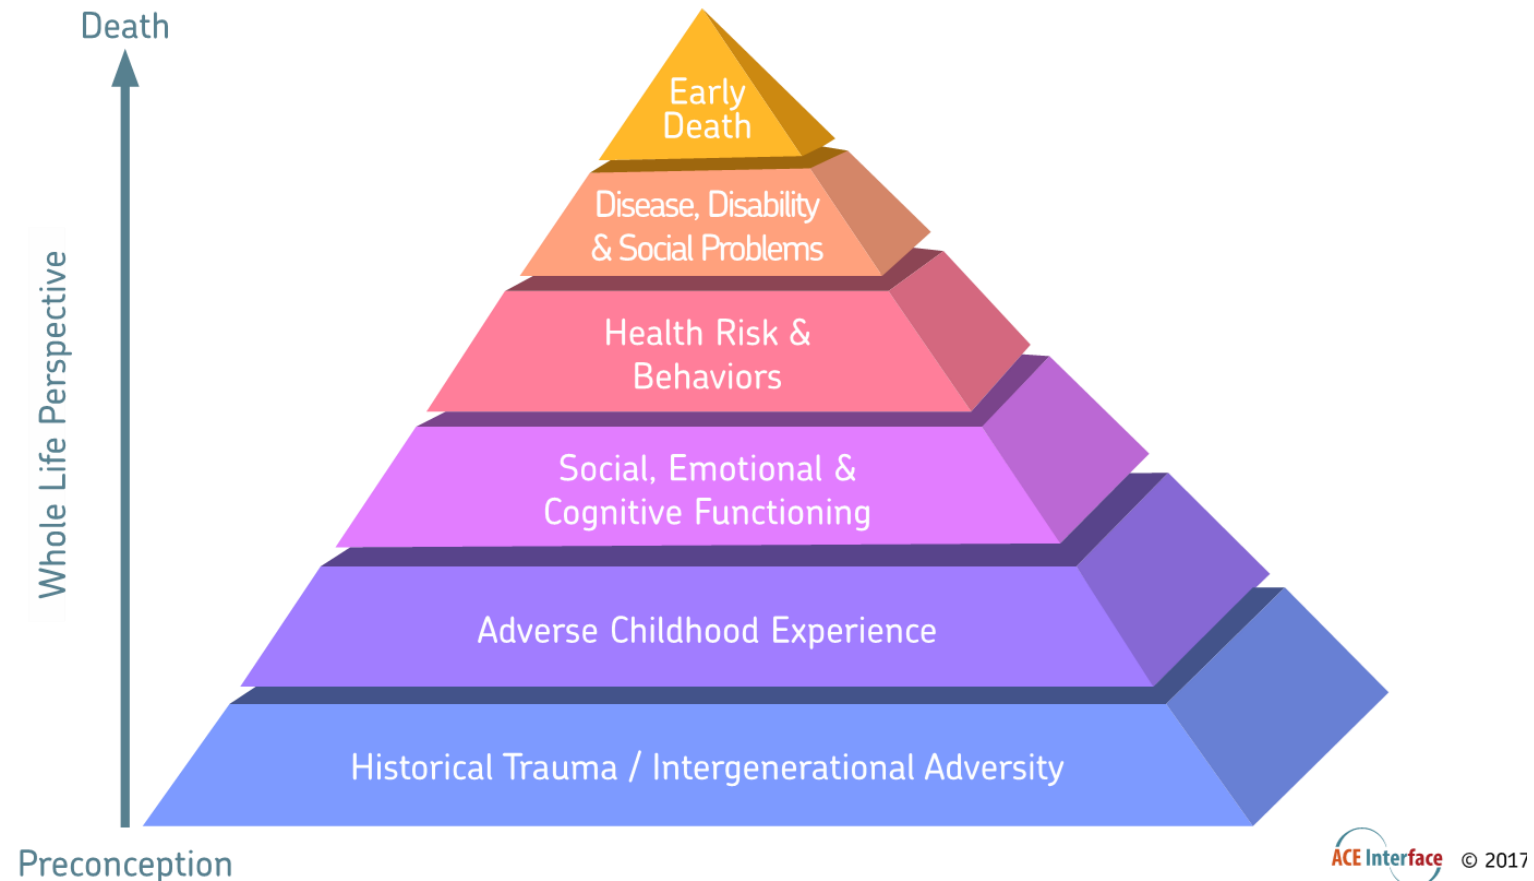 Death
Early
Death
Disease, Disability
& Social Problems
Health Risk &
Behaviors
Social, Emotional &
Cognitive Functioning
Adverse Childhood Experience
Historical Trauma / Intergenerational Adversity
Whole Life Perspective
Preconception
ACE Interface © 2017